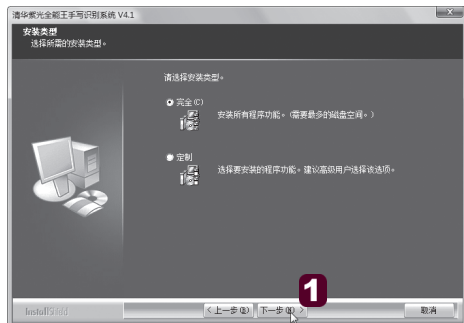 清华紫光全能王手写识别系统 V4.1
安装类型
选择所需的安装类型。
请选择安装类型。
完全(C)
安装所有程序功能。(需要最多的磁盘空间。)
定制
选择要安装的程序功能。建议高级用户选择该选项。
1
InstallShield
<上一步(B) 下一步(N)> 取消